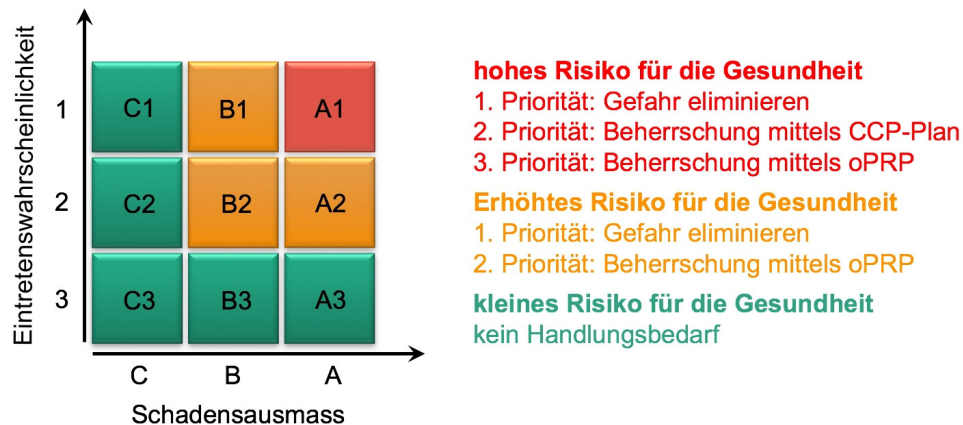 Eintretenswahrscheinlichkeit
1
2
3
C1 B1 A1
C2 B2 A2
C3 B3 A3
C B A
Schadensausmass
hohes Risiko für die Gesundheit
1. Priorität: Gefahr eliminieren
2. Priorität: Beherrschung mittels CCP-Plan
3. Priorität: Beherrschung mittels oPRP
Erhöhtes Risiko für die Gesundheit
1. Priorität: Gefahr eliminieren
2. Priorität: Beherrschung mittels oPRP
kleines Risiko für die Gesundheit
kein Handlungsbedarf